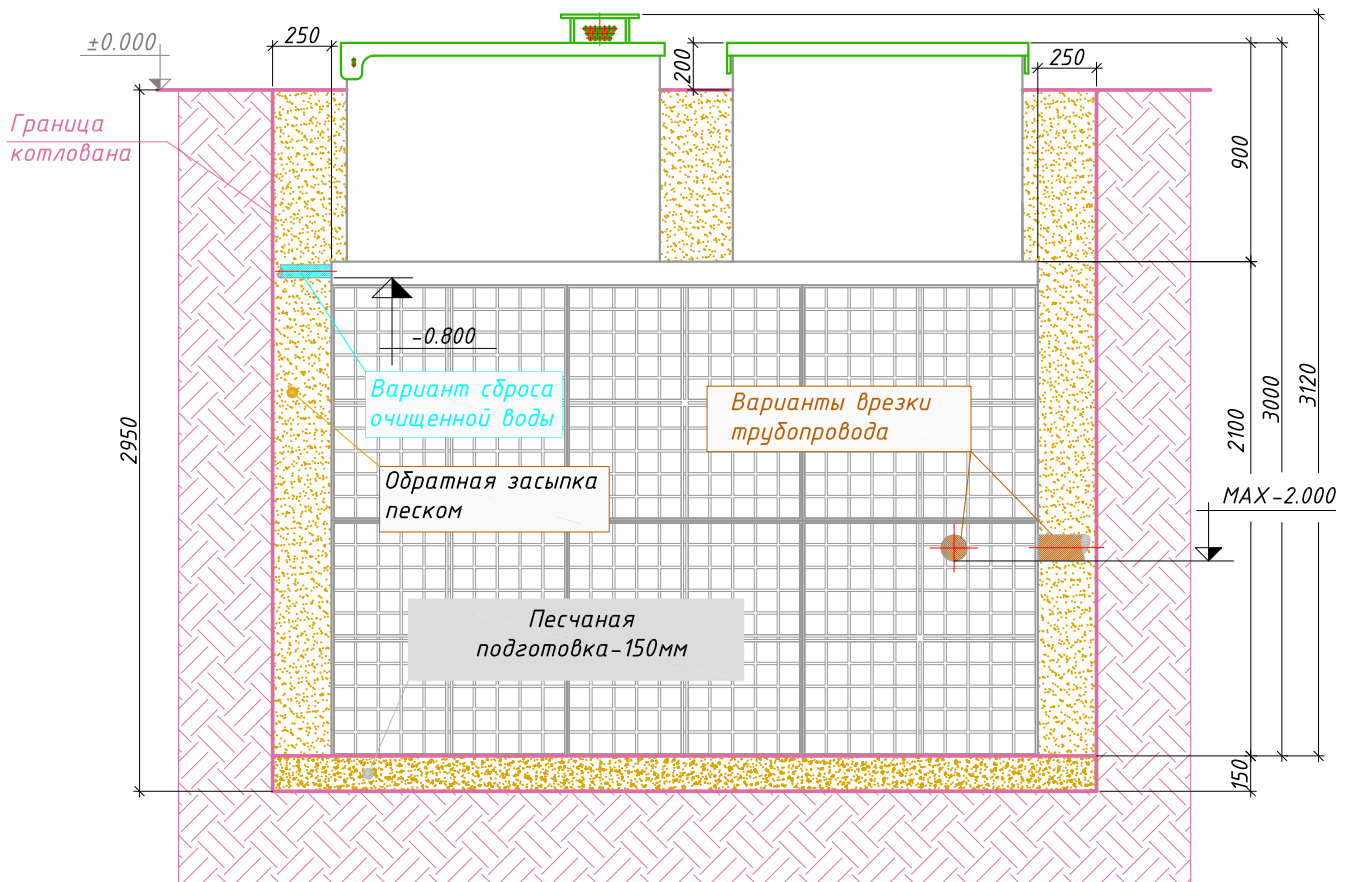 ±0.000
250
200
250
Граница
котлована
900
-0.800
Вариант сброса
очищенной воды
Варианты врезки
трубопровода
2950
2100
3000
3120
Обратная засыпка
песком
MAX-2.000
Песчаная
подготовка-150мм
150